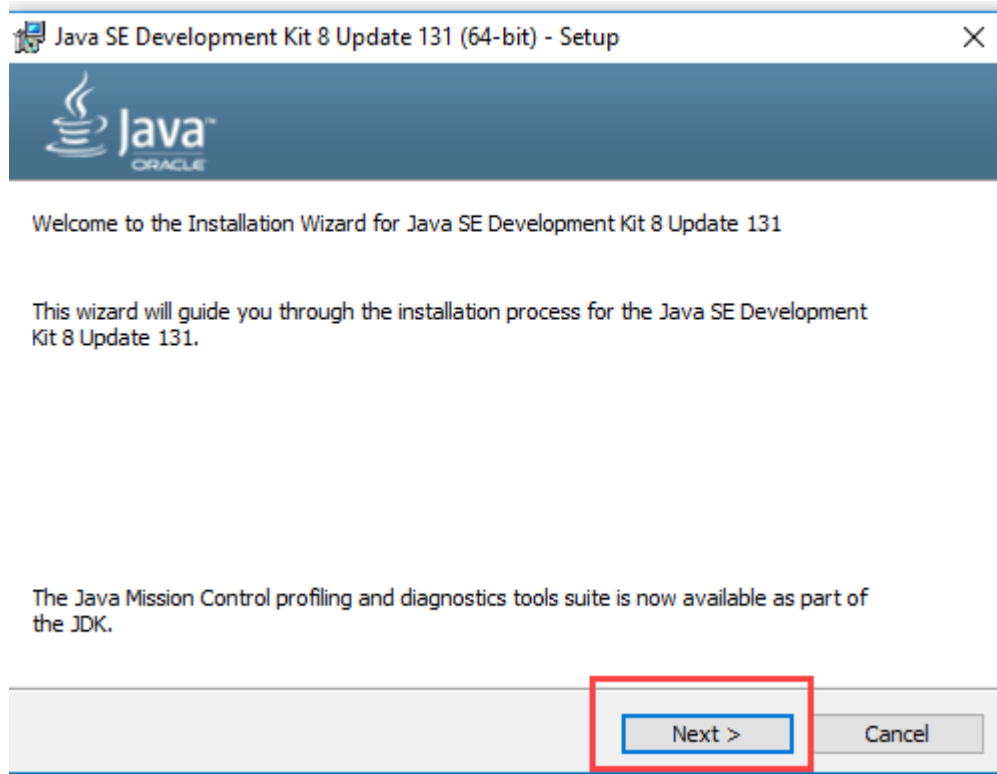 Java SE Development Kit 8 Update 131 (64-bit) - Setup
Java™
ORACLE
Welcome to the Installation Wizard for Java SE Development Kit 8 Update 131
This wizard will guide you through the installation process for the Java SE Development
Kit 8 Update 131.
The Java Mission Control profiling and diagnostics tools suite is now available as part of
the JDK.
Next >
Cancel